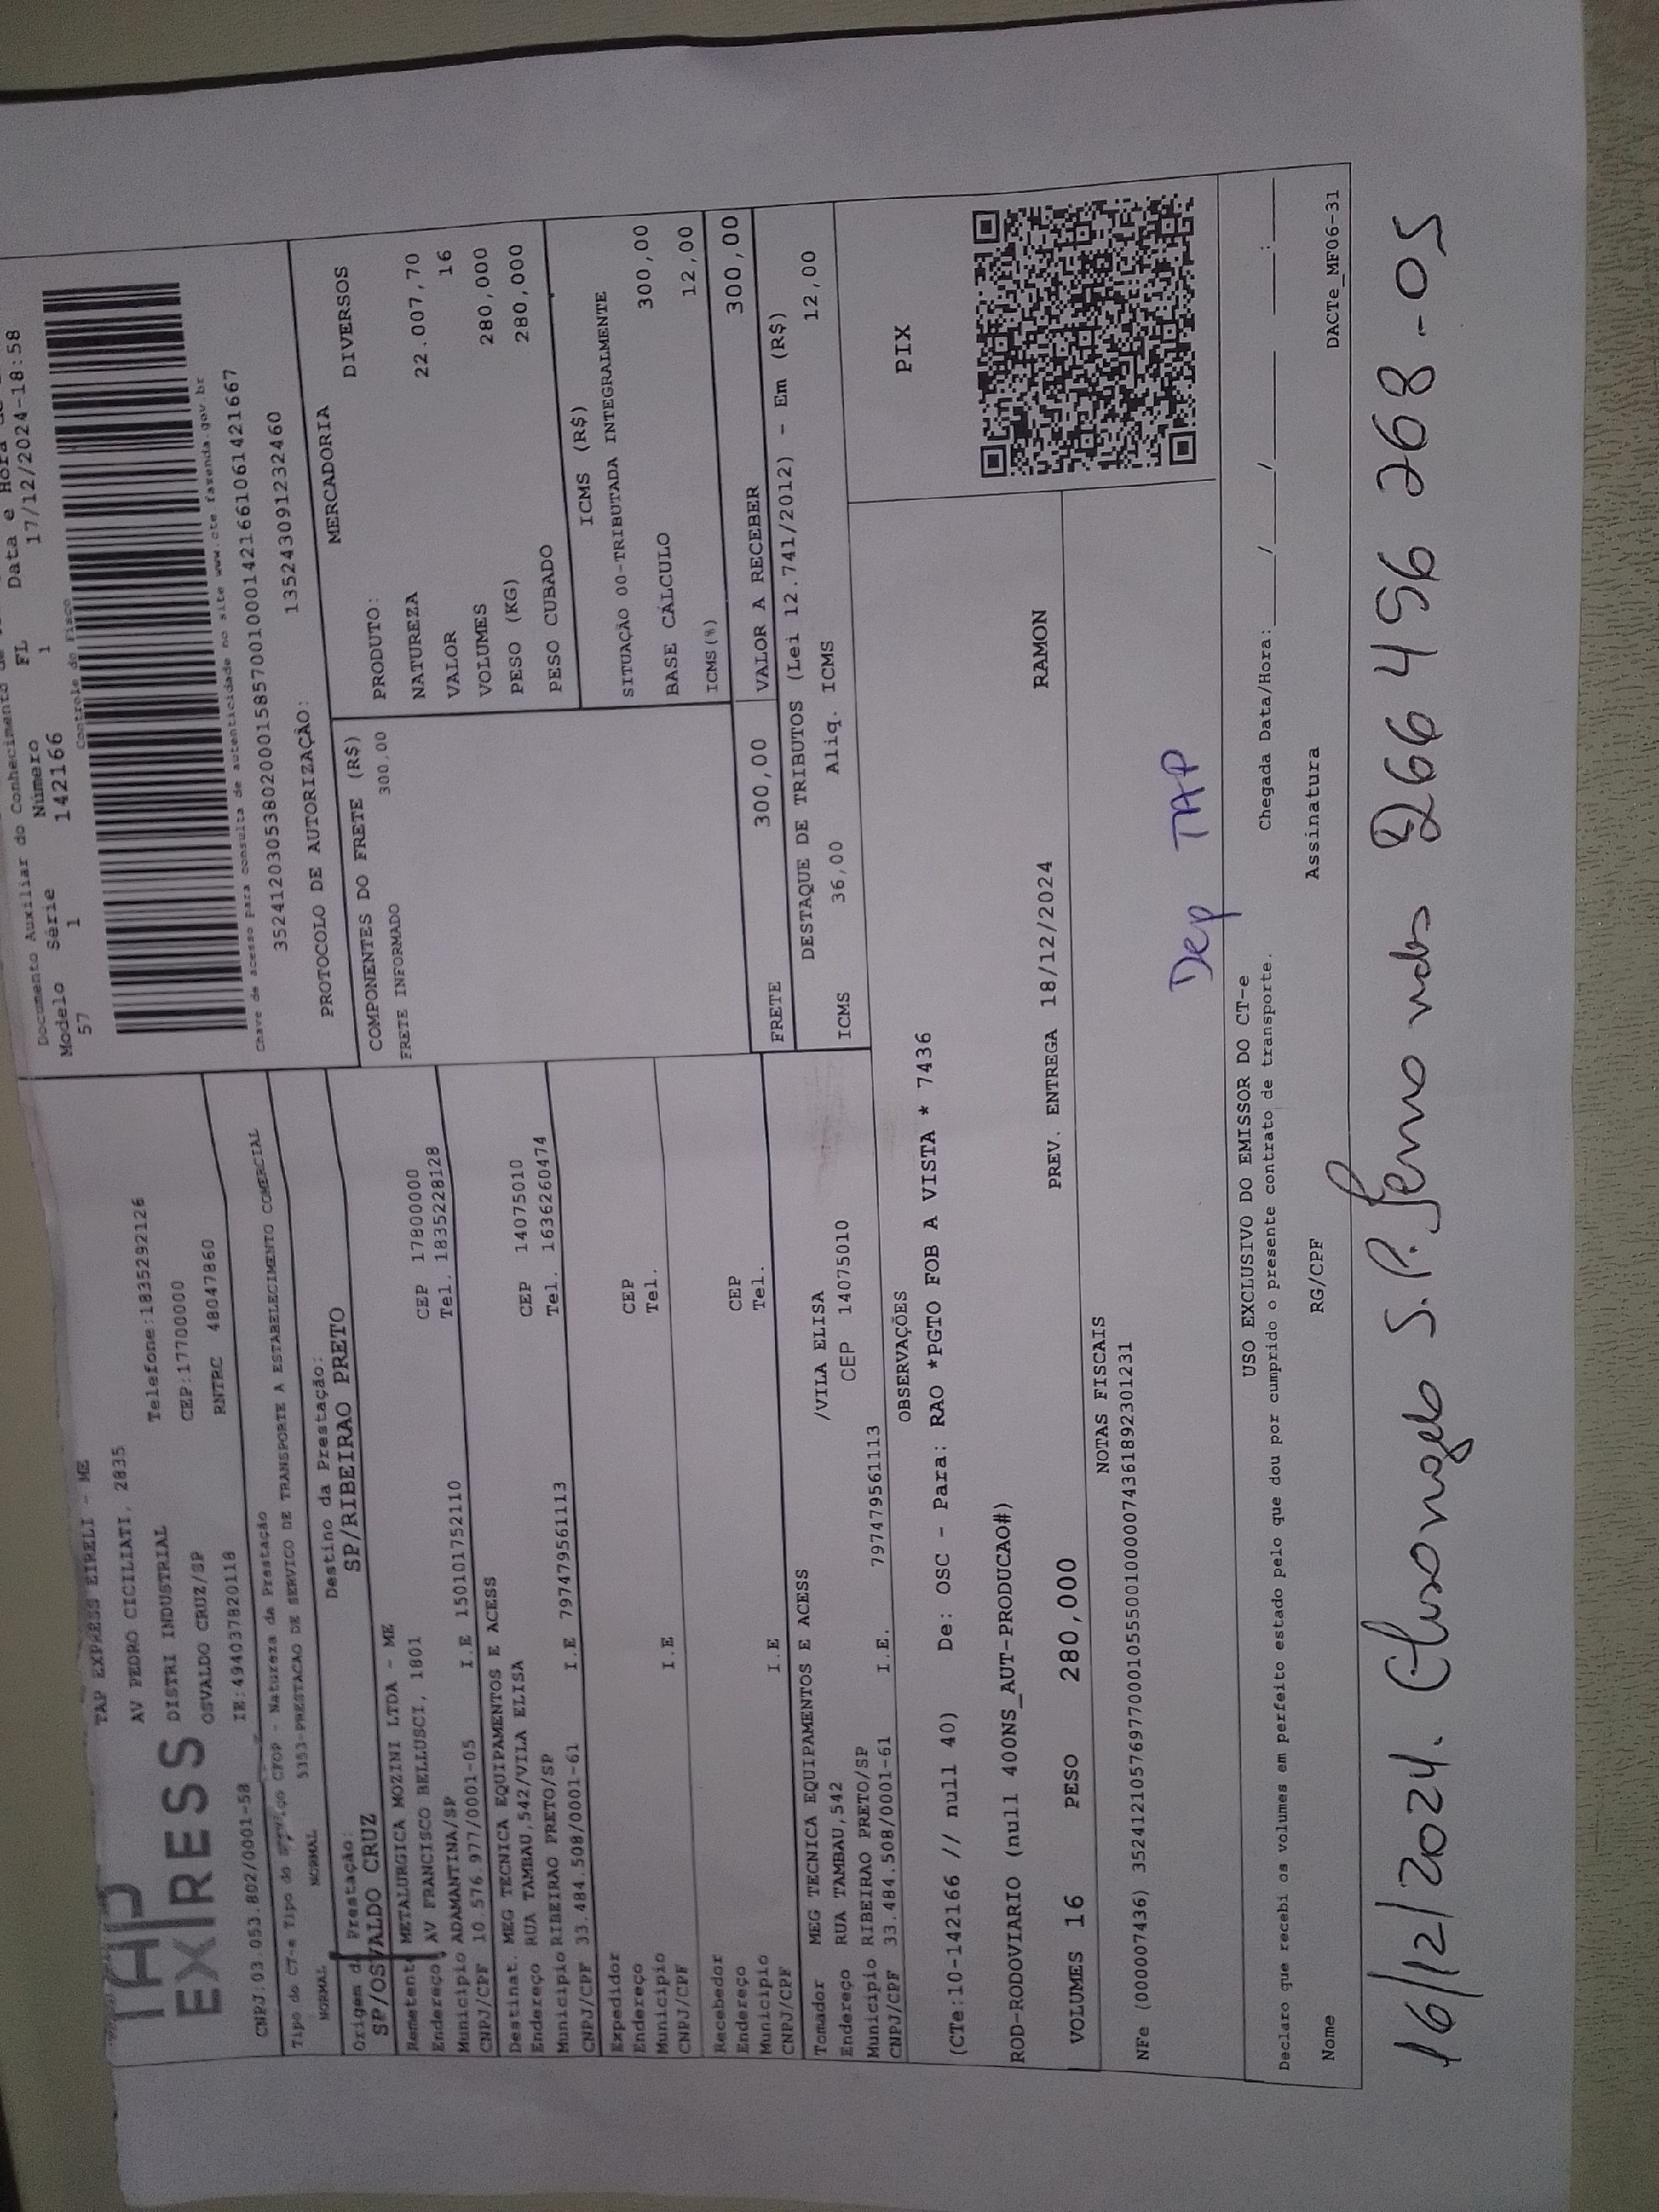 TAP
EXPRESS
TAP EXPRESS EIRELI - ME
AV PEDRO CICILIATI, 2835
DISTRI INDUSTRIAL Telefone:1835292126
OSVALDO CRUZ/SP CEP:17700000
CNPJ:03.053.802/0001-58 IE:494037820118 RNTRC 48047860
Tipo do CT-e Tipo do CFOP - Natureza da Prestação
NORMAL NORMAL 5353-PRESTACAO DE SERVICO DE TRANSPORTE A ESTABELECIMENTO COMERCIAL
Origem da Prestação: Destino da Prestação:
SP/OSVALDO CRUZ SP/RIBEIRAO PRETO
Documento Auxiliar do Conhecimento de
Modelo Série Número FL Data e Hora de
57 1 142166 1 17/12/2024-18:58
Controle do Fisco
Chave de acesso para consulta de autenticidade no site www.cte.fazenda.gov.br
35241203053802000158570010001421661061421667
PROTOCOLO DE AUTORIZAÇÃO: 135243091232460
Remetente METALURGICA MOZINI LTDA - ME
Endereço AV FRANCISCO BELLUSCI, 1801 CEP 17800000
Municipio ADAMANTINA/SP Tel. 1835228128
CNPJ/CPF 10.576.977/0001-05 I.E 150101752110
Destinat. MEG TECNICA EQUIPAMENTOS E ACESS
Endereço RUA TAMBAU,542/VILA ELISA CEP 14075010
Municipio RIBEIRAO PRETO/SP Tel. 1636260474
CNPJ/CPF 33.484.508/0001-61 I.E 797479561113
Expedidor
Endereço CEP
Municipio Tel.
CNPJ/CPF I.E
Recebedor
Endereço CEP
Municipio Tel.
CNPJ/CPF I.E
Tomador MEG TECNICA EQUIPAMENTOS E ACESS
Endereço RUA TAMBAU,542 /VILA ELISA
Municipio RIBEIRAO PRETO/SP CEP 14075010
CNPJ/CPF 33.484.508/0001-61 I.E. 797479561113
COMPONENTES DO FRETE (R$)
FRETE INFORMADO 300,00
MERCADORIA
PRODUTO: DIVERSOS
NATUREZA
VALOR 22.007,70
VOLUMES 16
PESO (KG) 280,000
PESO CUBADO 280,000
ICMS (R$)
SITUAÇÃO 00-TRIBUTADA INTEGRALMENTE
BASE CÁLCULO 300,00
ICMS(%) 12,00
FRETE 300,00 VALOR A RECEBER 300,00
DESTAQUE DE TRIBUTOS (Lei 12.741/2012) - Em (R$)
ICMS 36,00 Aliq. ICMS 12,00
OBSERVAÇÕES
(CTe:10-142166 // null 40) De: OSC - Para: RAO *PGTO FOB A VISTA * 7436
PIX
ROD-RODOVIARIO (null 400NS_AUT-PRODUCAO#) PREV. ENTREGA 18/12/2024 RAMON
VOLUMES 16 PESO 280,000
NOTAS FISCAIS
NFe (000007436) 35241210576977000105550010000074361892301231
Dep TAP
USO EXCLUSIVO DO EMISSOR DO CT-e
Declaro que recebi os volumes em perfeito estado pelo que dou por cumprido o presente contrato de transporte. Chegada Data/Hora:____/____/____ ____:____
Nome RG/CPF Assinatura DACTe_MF06-31
16/12/2024. S. P. 266 456 268-05